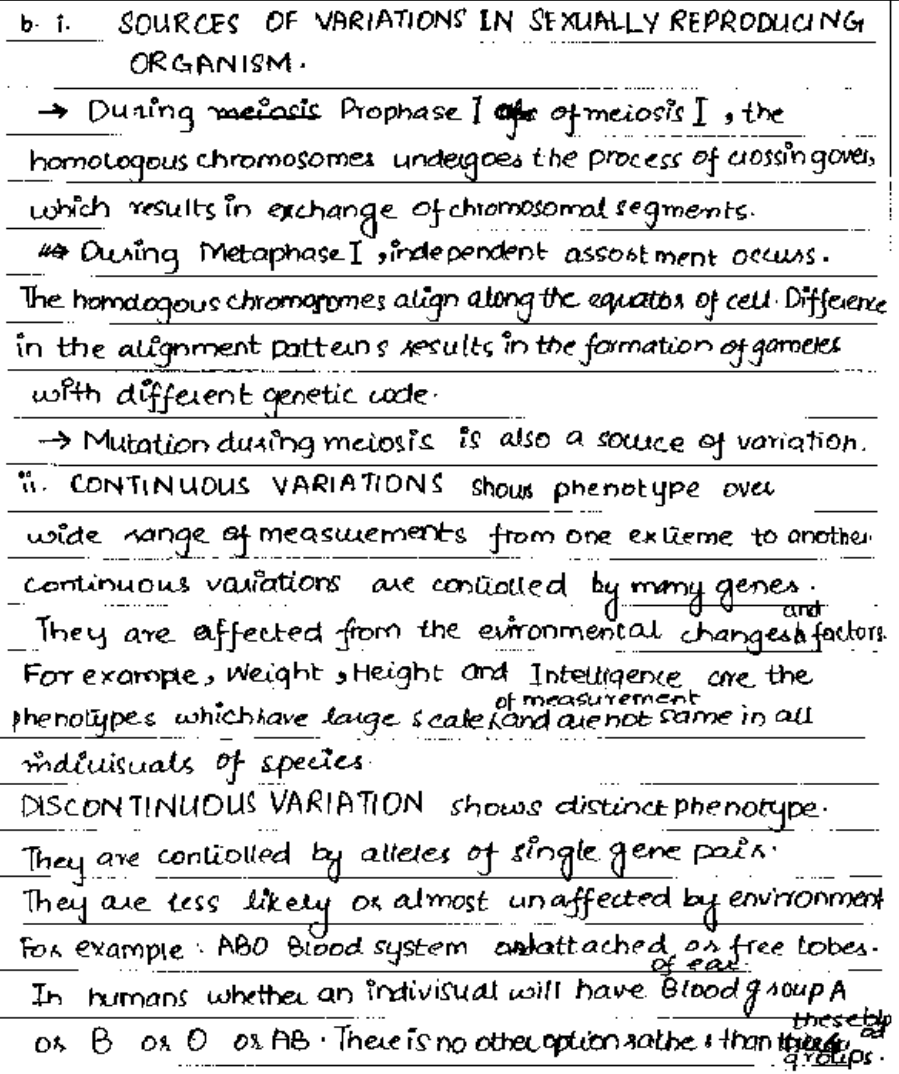 b. i. SOURCES OF VARIATIONS IN SEXUALLY REPRODUCING
ORGANISM.
→ During meiosis Prophase I of meiosis I, the
homologous chromosomes undergoes the process of crossing over,
which results in exchange of chromosomal segments.
→ During Metaphase I, independent assostment occurs.
The homologous chromosomes align along the equator of cell. Difference
in the alignment patterns results in the formation of gametes
with different genetic code.
→ Mutation during meiosis is also a source of variation.
ii. CONTINUOUS VARIATIONS shows phenotype over
wide range of measurements from one extreme to another.
continuous variations are controlled by many genes.
They are affected from the evironmental changes and factors.
For example, Weight, Height and Intelligence are the
phenotypes which have large scale of measurement and are not same in all
indiuisuals of species.
DISCONTINUOUS VARIATION shows distinct phenotype.
They are controlled by alleles of single gene pair.
They are less likely or almost unaffected by envirronment
For example: ABO Blood system and attached or free lobes of ear.
In humans whether an indivisual will have Blood group A
or B or O or AB. There is no other option rather than these blood groups.